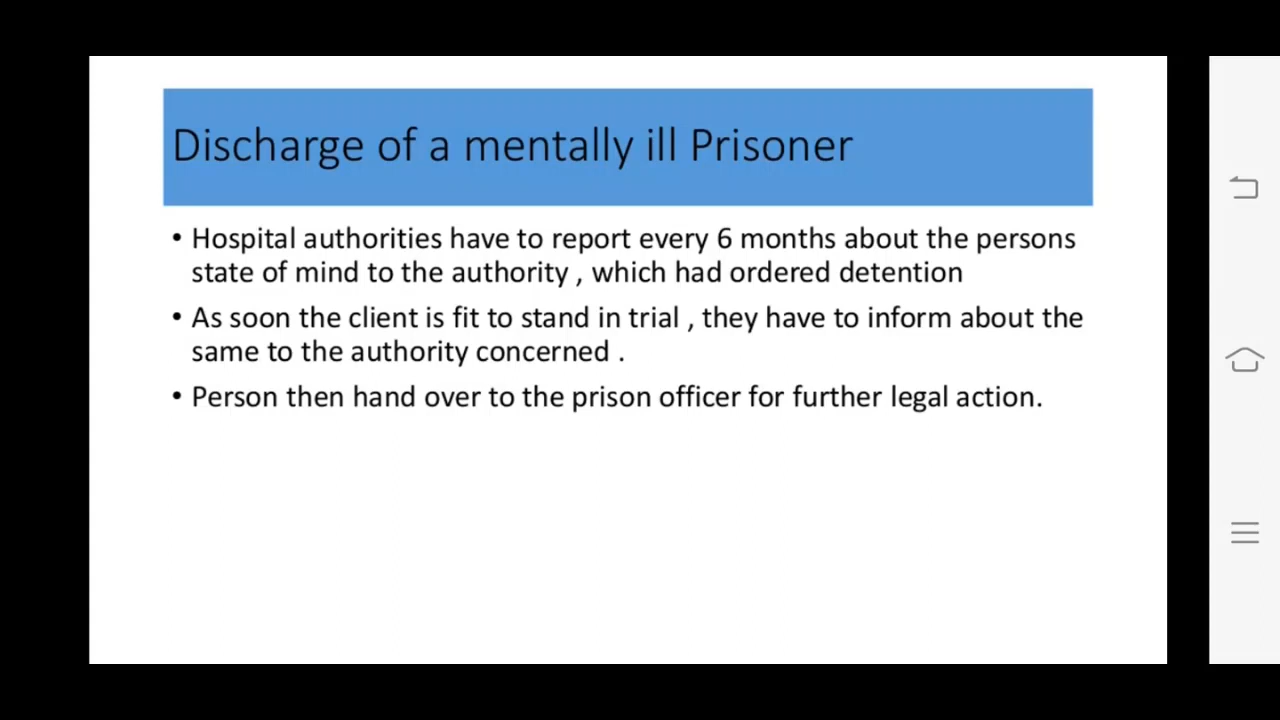 Discharge of a mentally ill Prisoner
• Hospital authorities have to report every 6 months about the persons
state of mind to the authority , which had ordered detention
• As soon the client is fit to stand in trial , they have to inform about the
same to the authority concerned .
• Person then hand over to the prison officer for further legal action.